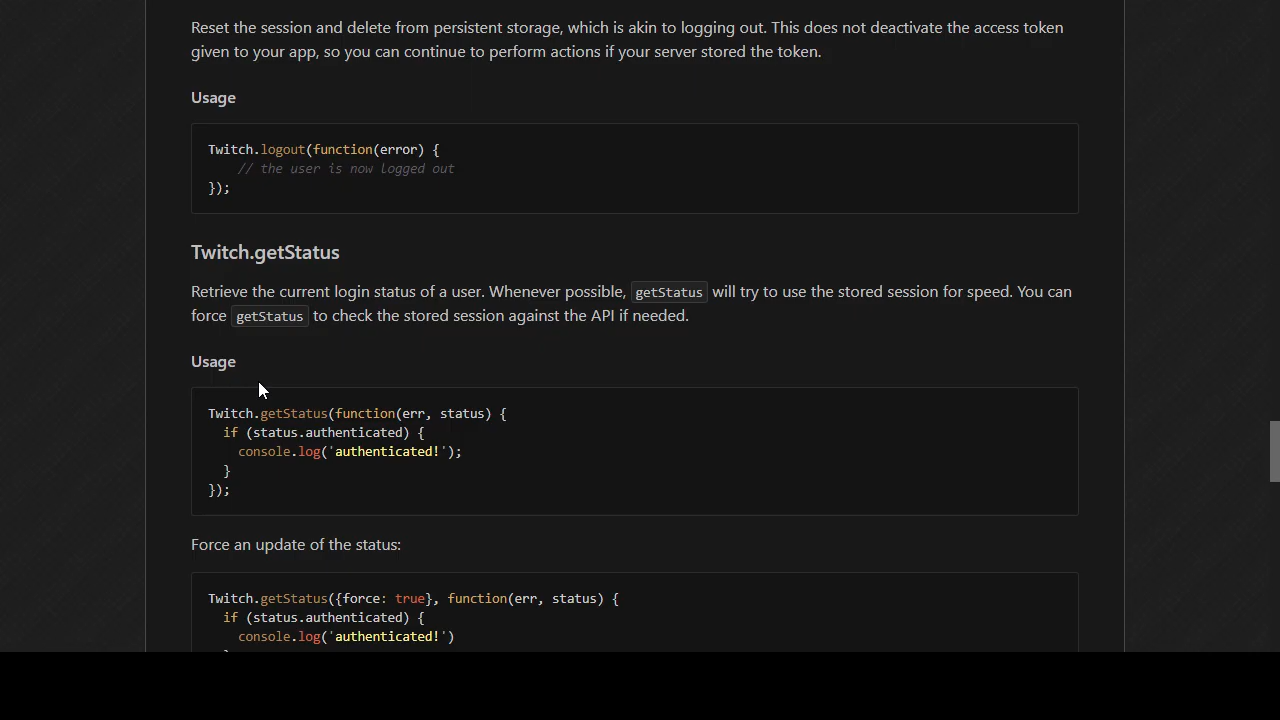 Reset the session and delete from persistent storage, which is akin to logging out. This does not deactivate the access token
given to your app, so you can continue to perform actions if your server stored the token.
Usage
Twitch.logout(function(error) {
    // the user is now logged out
});
Twitch.getStatus
Retrieve the current login status of a user. Whenever possible, getStatus will try to use the stored session for speed. You can
force getStatus to check the stored session against the API if needed.
Usage
Twitch.getStatus(function(err, status) {
  if (status.authenticated) {
    console.log('authenticated!');
  }
});
Force an update of the status:
Twitch.getStatus({force: true}, function(err, status) {
  if (status.authenticated) {
    console.log('authenticated!')